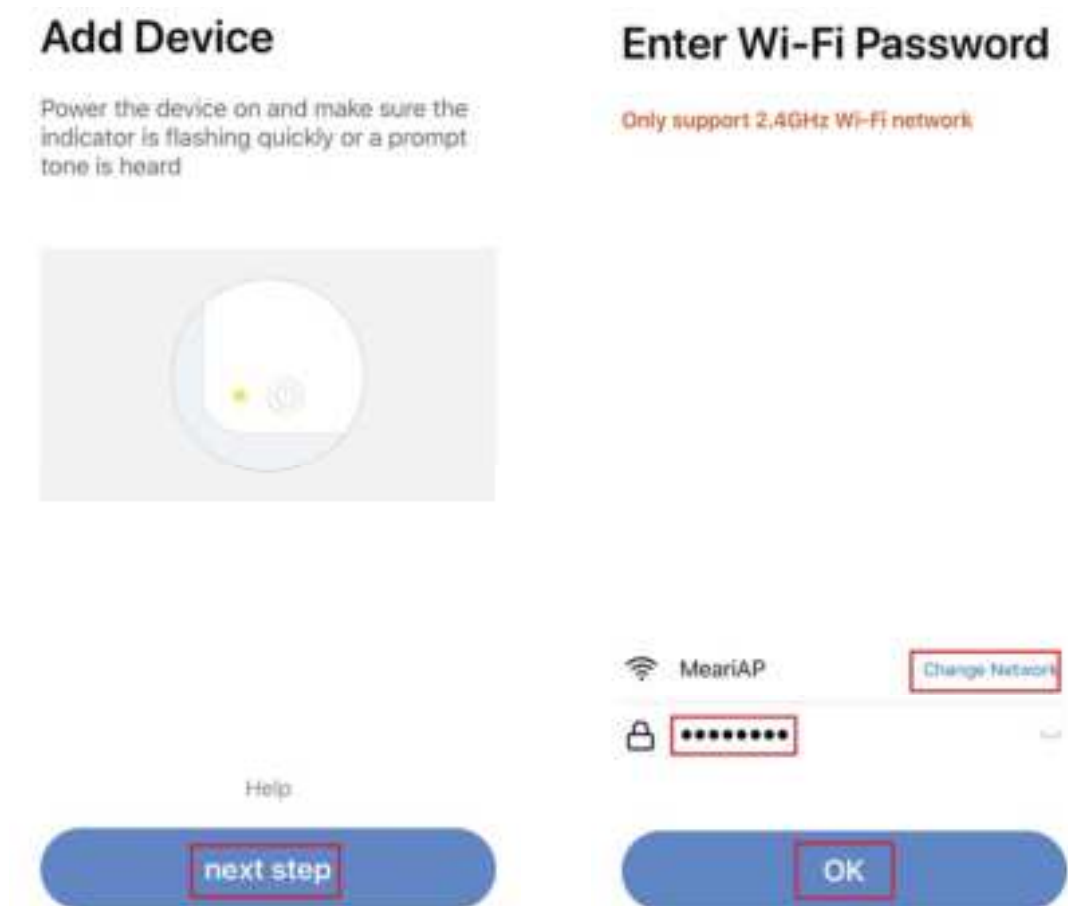 Add Device
Power the device on and make sure the
indicator is flashing quickly or a prompt
tone is heard
Help
next step
Enter Wi-Fi Password
Only support 2.4GHz Wi-Fi network
MeariAP
Change Network
••••••••
OK